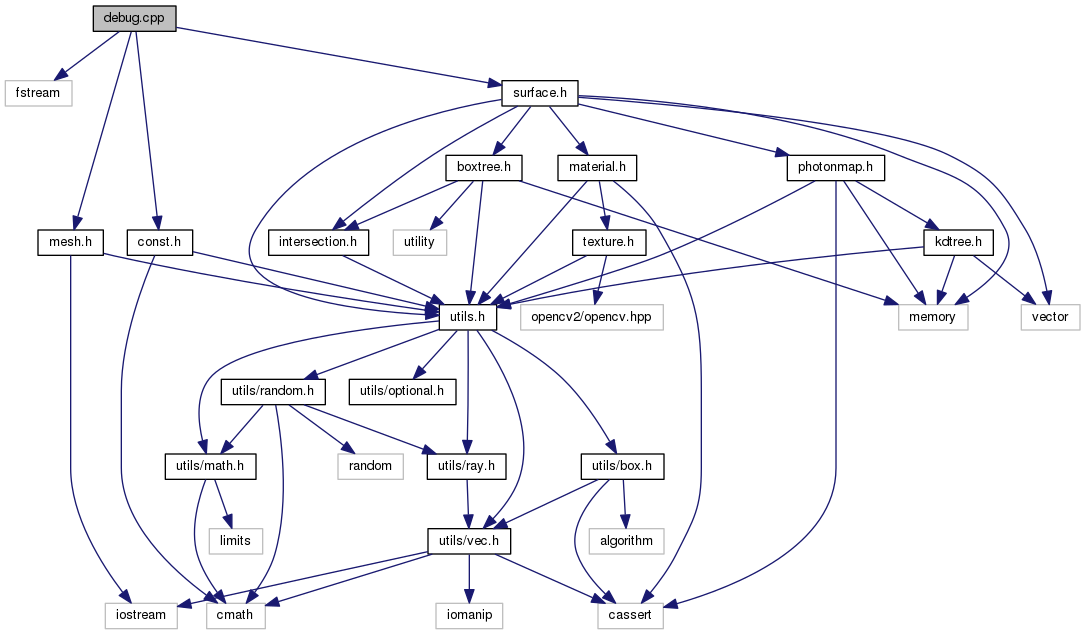 debug.cpp
fstream
surface.h
boxtree.h
material.h
photonmap.h
mesh.h
const.h
intersection.h
utility
texture.h
kdtree.h
utils.h
opencv2/opencv.hpp
memory
vector
utils/random.h
utils/optional.h
utils/math.h
random
utils/ray.h
utils/box.h
limits
utils/vec.h
algorithm
iostream
cmath
iomanip
cassert